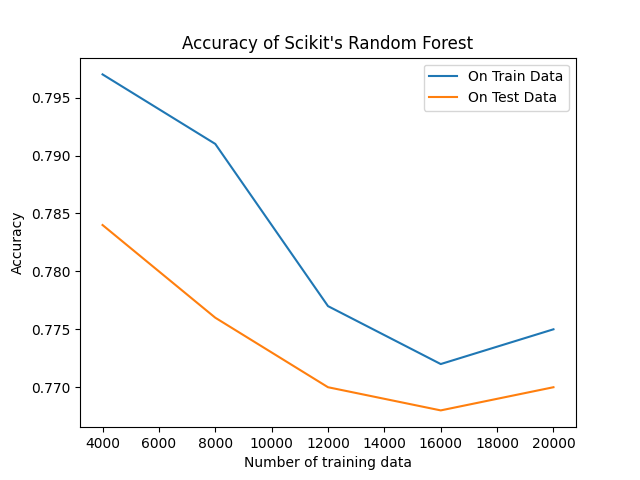 Accuracy of Scikit's Random Forest
On Train Data
On Test Data
0.795
0.790
0.785
0.780
0.775
0.770
Accuracy
4000 6000 8000 10000 12000 14000 16000 18000 20000
Number of training data